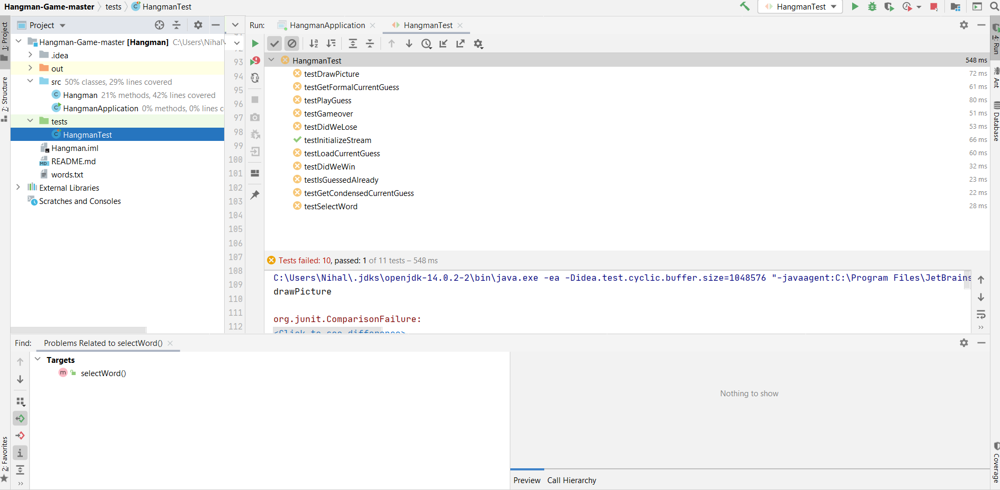 Hangman-Game-master tests HangmanTest
HangmanTest
1: Project
7: Structure
2: Favorites
Project
Hangman-Game-master [Hangman] C:\Users\Nihal\
.idea
out
src 50% classes, 29% lines covered
Hangman 21% methods, 42% lines covered
HangmanApplication 0% methods, 0% lines c
tests
HangmanTest
Hangman.iml
README.md
words.txt
External Libraries
Scratches and Consoles
93
94
95
96
97
98
99
100
101
102
103
104
105
106
107
108
109
110
111
112
Run: HangmanApplication HangmanTest
HangmanTest 548 ms
testDrawPicture 72 ms
testGetFormalCurrentGuess 61 ms
testPlayGuess 80 ms
testGameover 51 ms
testDidWeLose 53 ms
testInitializeStream 66 ms
testLoadCurrentGuess 60 ms
testDidWeWin 32 ms
testIsGuessedAlready 23 ms
testGetCondensedCurrentGuess 22 ms
testSelectWord 28 ms
Tests failed: 10, passed: 1 of 11 tests – 548 ms
C:\Users\Nihal\.jdks\openjdk-14.0.2-2\bin\java.exe -ea -Didea.test.cyclic.buffer.size=1048576 "-javaagent:C:\Program Files\JetBrains
drawPicture
org.junit.ComparisonFailure:
<Click to see difference>
4: Run
Ant
Database
Coverage
Find: Problems Related to selectWord()
Targets
selectWord()
Nothing to show
Preview Call Hierarchy